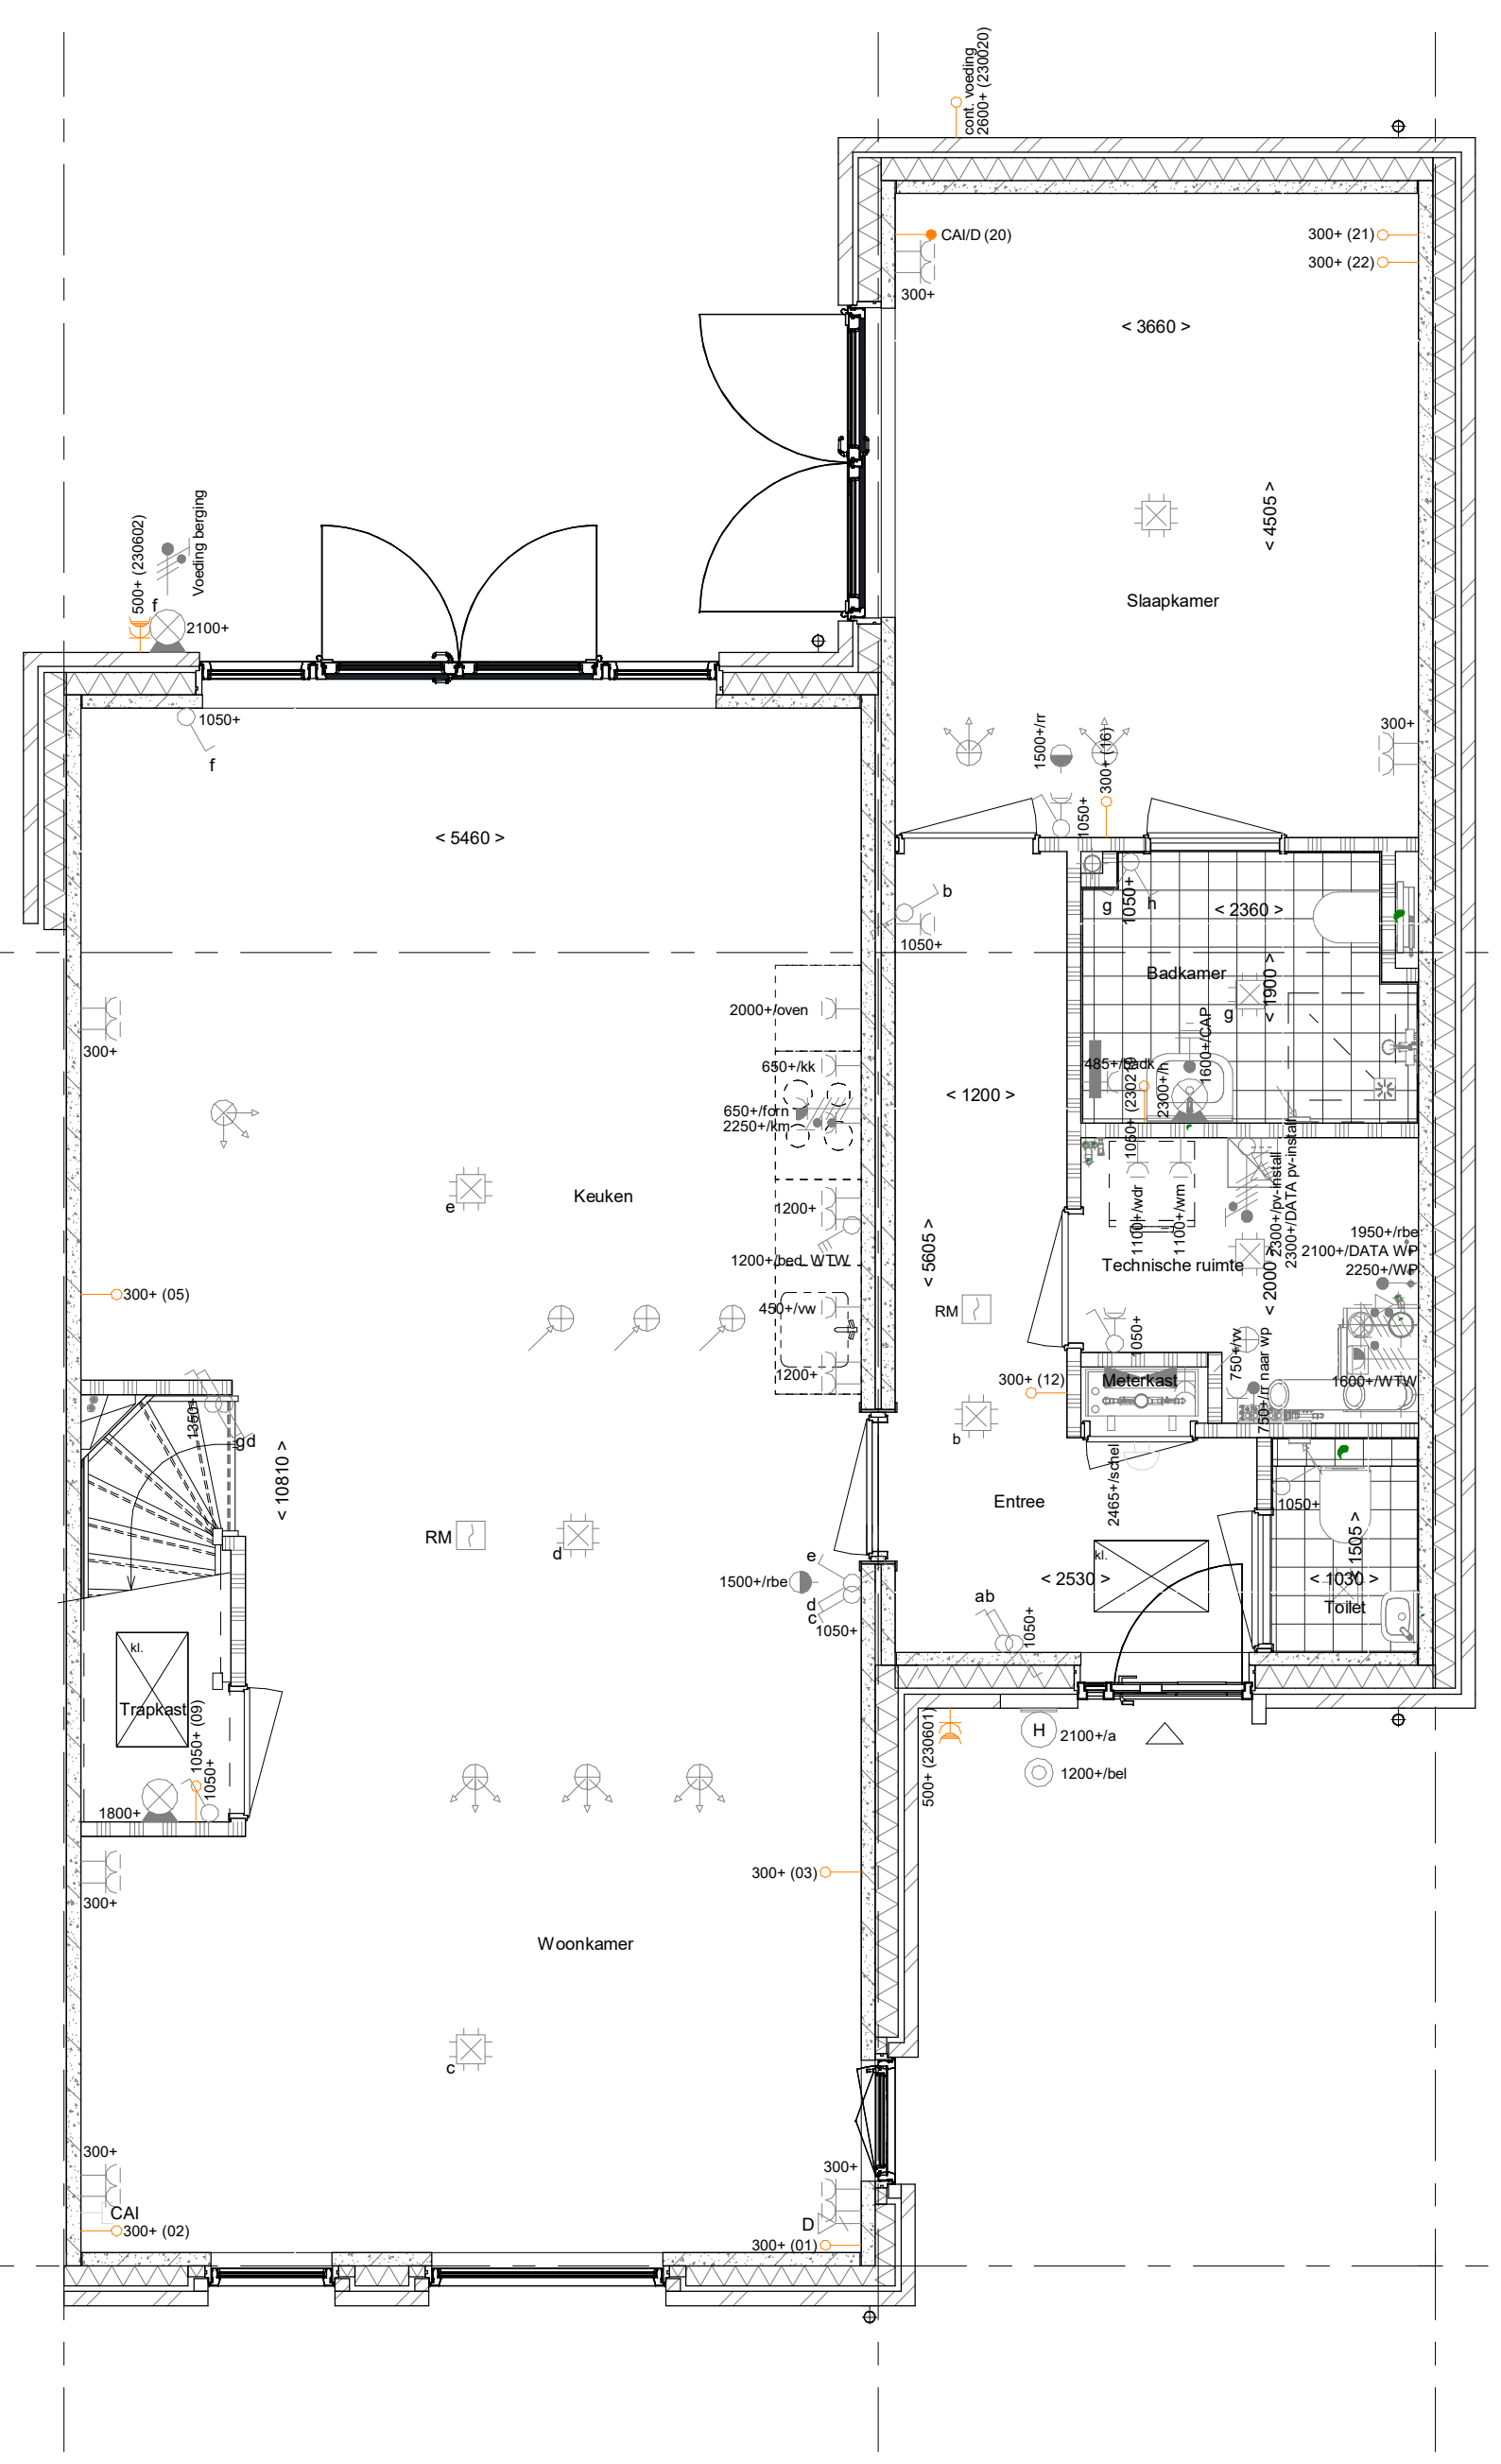 cont. voeding
2600+ (230020)
CAI/D (20)
300+ (21)
300+ (22)
300+
< 3660 >
< 4505 >
Slaapkamer
500+ (230602)
Voeding berging
f
2100+
1050+
f
1500+/rr
300+ (16)
300+
1050+
< 5460 >
b
1050+
g
1050+
h
< 2360 >
Badkamer
< 1900 >
g
2000+/oven
300+
650+/kk
485+/badk
1600+/CAP
650+/forn
2250+/km
1050+ (230219)
2300+/h
< 1200 >
e
Keuken
1200+
1200+/bed. WTW
< 5605 >
1100+/wdr
1100+/wm
2300+/pv-install
2300+/DATA pv-install
1950+/rbe
2100+/DATA WP
2250+/WP
Technische ruimte
< 2000 >
300+ (05)
450+/vw
RM
1050+
750+/vv
750+/rr naar wp
1200+
300+ (12)
Meterkast
1600+/WTW
1350+
gd
b
< 10810 >
2465+/schel
Entree
1050+
< 1505 >
RM
d
e
1500+/rbe
d
c
1050+
kl.
< 2530 >
< 1030 >
Toilet
ab
1050+
kl.
Trapkast
1050+ (09)
1050+
1800+
500+ (230601)
H
2100+/a
1200+/bel
300+ (03)
300+
Woonkamer
c
300+
300+
CAI
D
300+ (02)
300+ (01)